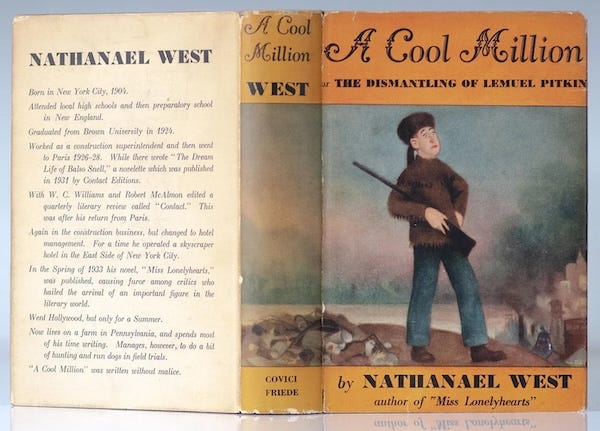 NATHANAEL WEST
Born in New York City, 1904.
Attended local high schools and then preparatory school
in New England.
Graduated from Brown University in 1924.
Worked as a construction superintendent and then went
to Paris 1926-28. While there wrote "The Dream
Life of Balso Snell," a novelette which was published
in 1931 by Contact Editions.
With W. C. Williams and Robert McAlmon edited a
quarterly literary review called "Contact." This
was after his return from Paris.
Again in the construction business, but changed to hotel
management. For a time he operated a skyscraper
hotel in the East Side of New York City.
In the Spring of 1933 his novel, "Miss Lonelyhearts,"
was published, causing furor among critics who
hailed the arrival of an important figure in the
literary world.
Went Hollywood, but only for a Summer.
Now lives on a farm in Pennsylvania, and spends most
of his time writing. Manages, however, to do a bit
of hunting and run dogs in field trials.
"A Cool Million" was written without malice.
A Cool
Million
WEST
COVICI
FRIEDE
A Cool Million
or THE DISMANTLING OF LEMUEL PITKIN
by NATHANAEL WEST
author of "Miss Lonelyhearts"